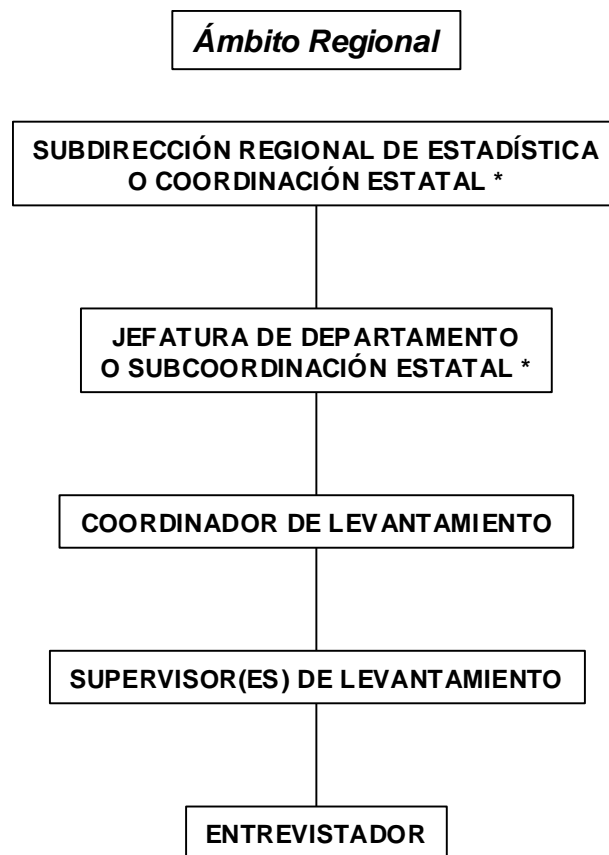 Ámbito Regional
SUBDIRECCIÓN REGIONAL DE ESTADÍSTICA
O COORDINACIÓN ESTATAL *
JEFATURA DE DEPARTAMENTO
O SUBCOORDINACIÓN ESTATAL *
COORDINADOR DE LEVANTAMIENTO
SUPERVISOR(ES) DE LEVANTAMIENTO
ENTREVISTADOR